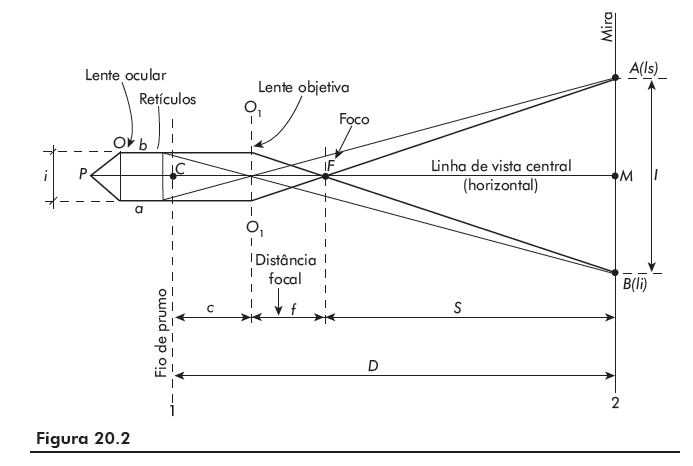 Mira
Lente ocular
A(ls)
Retículos
Lente objetiva
O₁
Foco
O
b
F
Linha de vista central
(horizontal)
i
P
C
M
I
a
O₁
Distância
focal
B(li)
Fio de prumo
c
f
S
D
1
2
Figura 20.2